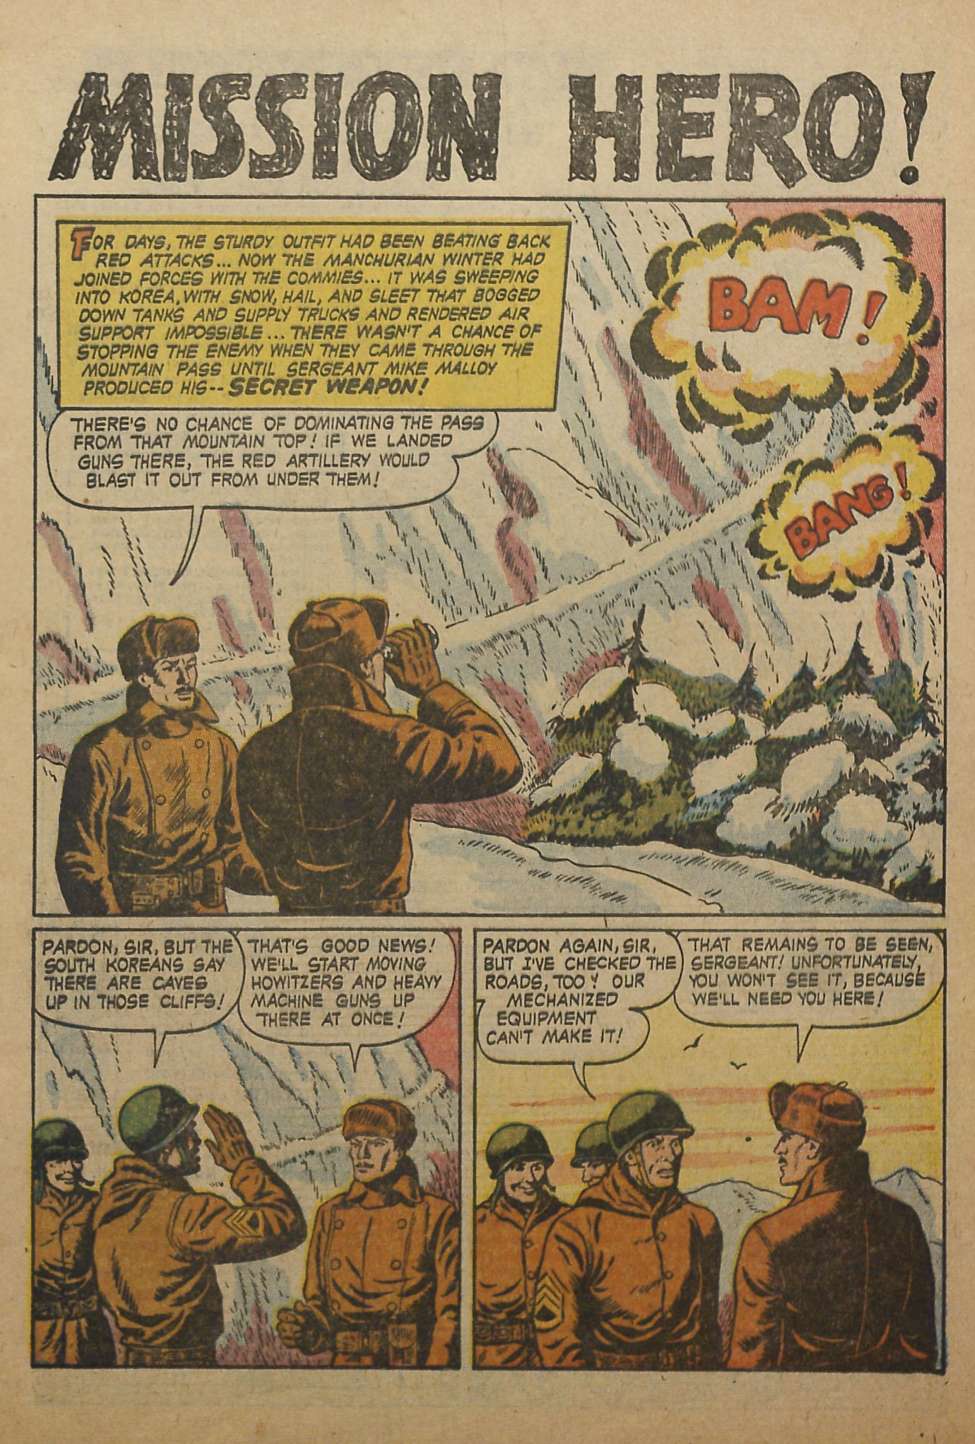 MISSION HERO!
FOR DAYS, THE STURDY OUTFIT HAD BEEN BEATING BACK
RED ATTACKS... NOW THE MANCHURIAN WINTER HAD
JOINED FORCES WITH THE COMMIES... IT WAS SWEEPING
INTO KOREA, WITH SNOW, HAIL, AND SLEET THAT BOGGED
DOWN TANKS AND SUPPLY TRUCKS AND RENDERED AIR
SUPPORT IMPOSSIBLE... THERE WASN'T A CHANCE OF
STOPPING THE ENEMY WHEN THEY CAME THROUGH THE
MOUNTAIN PASS UNTIL SERGEANT MIKE MALLOY
PRODUCED HIS-- SECRET WEAPON!
BAM!
BANG!
THERE'S NO CHANCE OF DOMINATING THE PASS
FROM THAT MOUNTAIN TOP! IF WE LANDED
GUNS THERE, THE RED ARTILLERY WOULD
BLAST IT OUT FROM UNDER THEM!
PARDON, SIR, BUT THE
SOUTH KOREANS SAY
THERE ARE CAVES
UP IN THOSE CLIFFS!
THAT'S GOOD NEWS!
WE'LL START MOVING
HOWITZERS AND HEAVY
MACHINE GUNS UP
THERE AT ONCE!
PARDON AGAIN, SIR,
BUT I'VE CHECKED THE
ROADS, TOO! OUR
MECHANIZED
EQUIPMENT
CAN'T MAKE IT!
THAT REMAINS TO BE SEEN,
SERGEANT! UNFORTUNATELY,
YOU WON'T SEE IT, BECAUSE
WE'LL NEED YOU HERE!